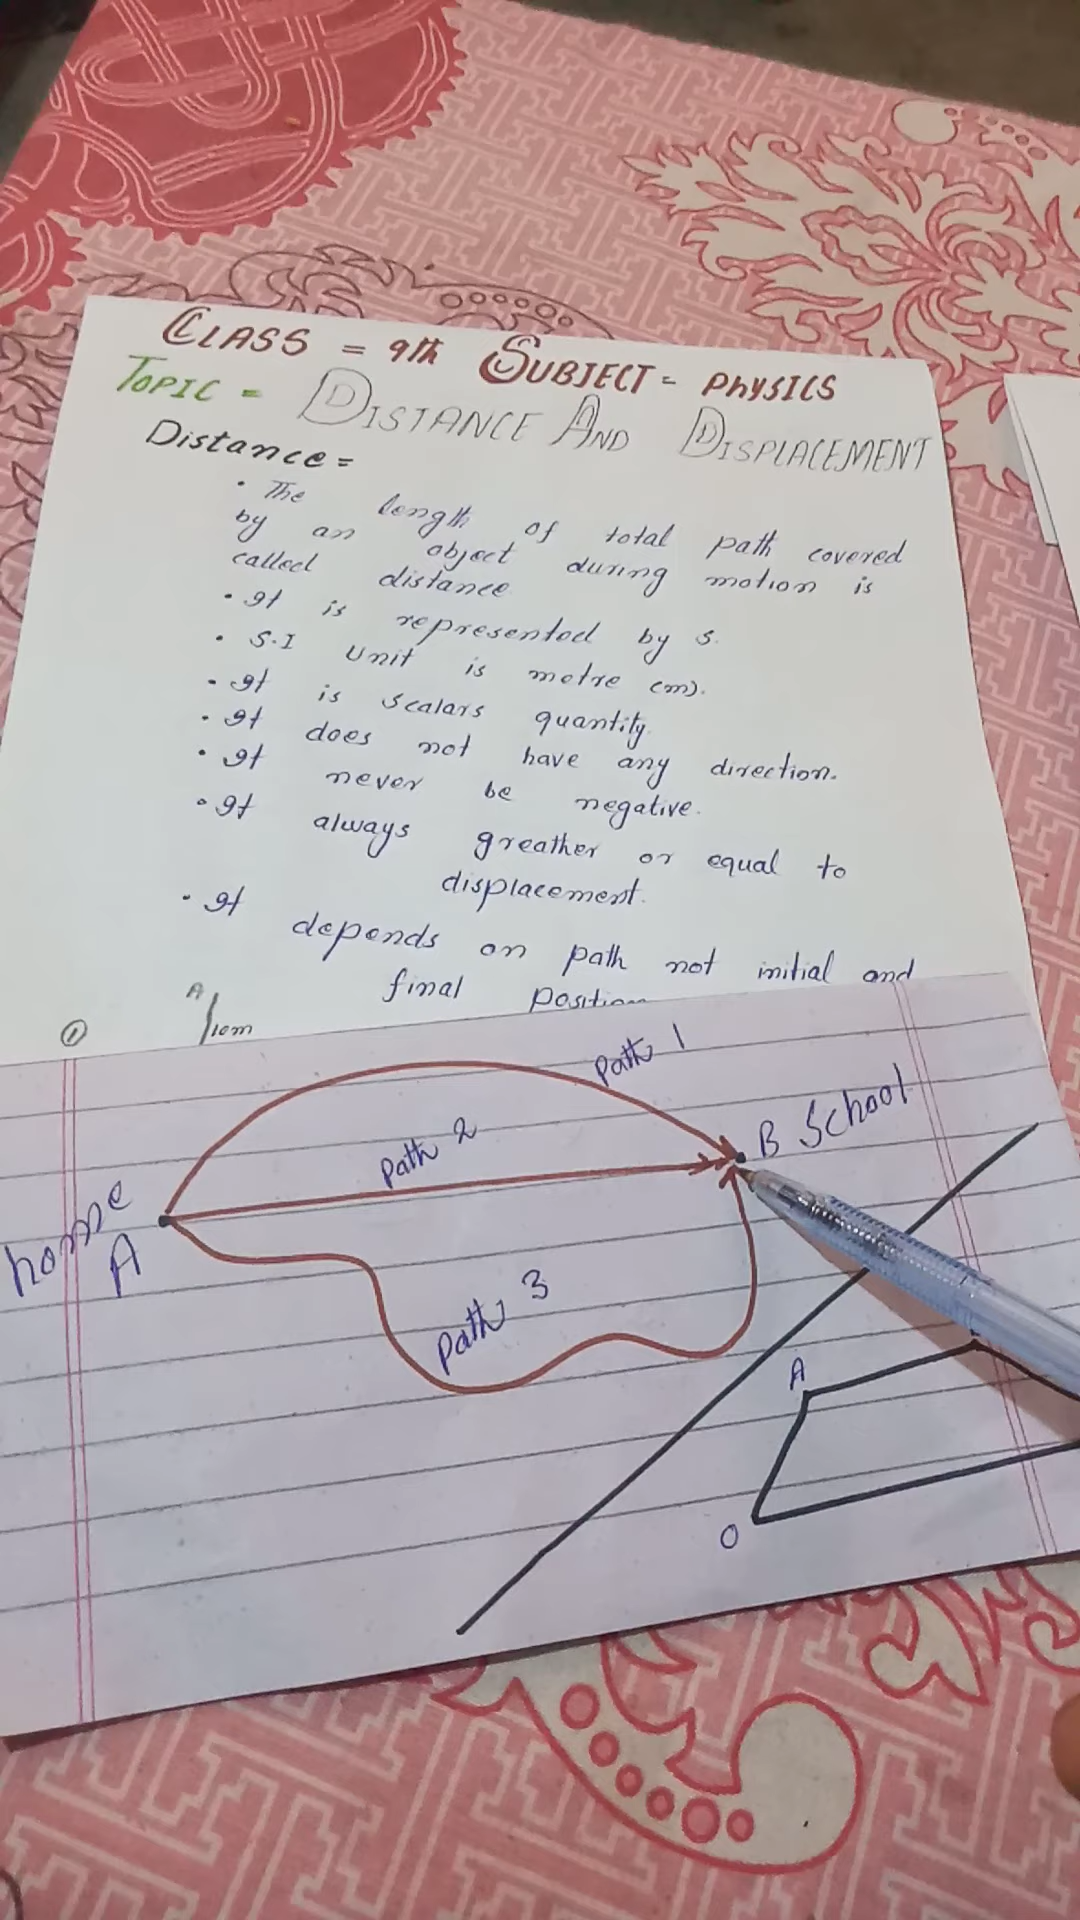 CLASS = 9th SUBJECT = PHYSICS
TOPIC = DISTANCE AND DISPLACEMENT
Distance =
• The length of total path covered
by an object during motion is
called distance
• It is represented by s.
• S.I Unit is metre (m).
• It is scalars quantity.
• It does not have any direction.
• It never be negative.
• It always greather or equal to
displacement.
• It depends on path not initial and
final position
A
① 10m
Path 1
Path 2
B School
home
A
Path 3
A
O